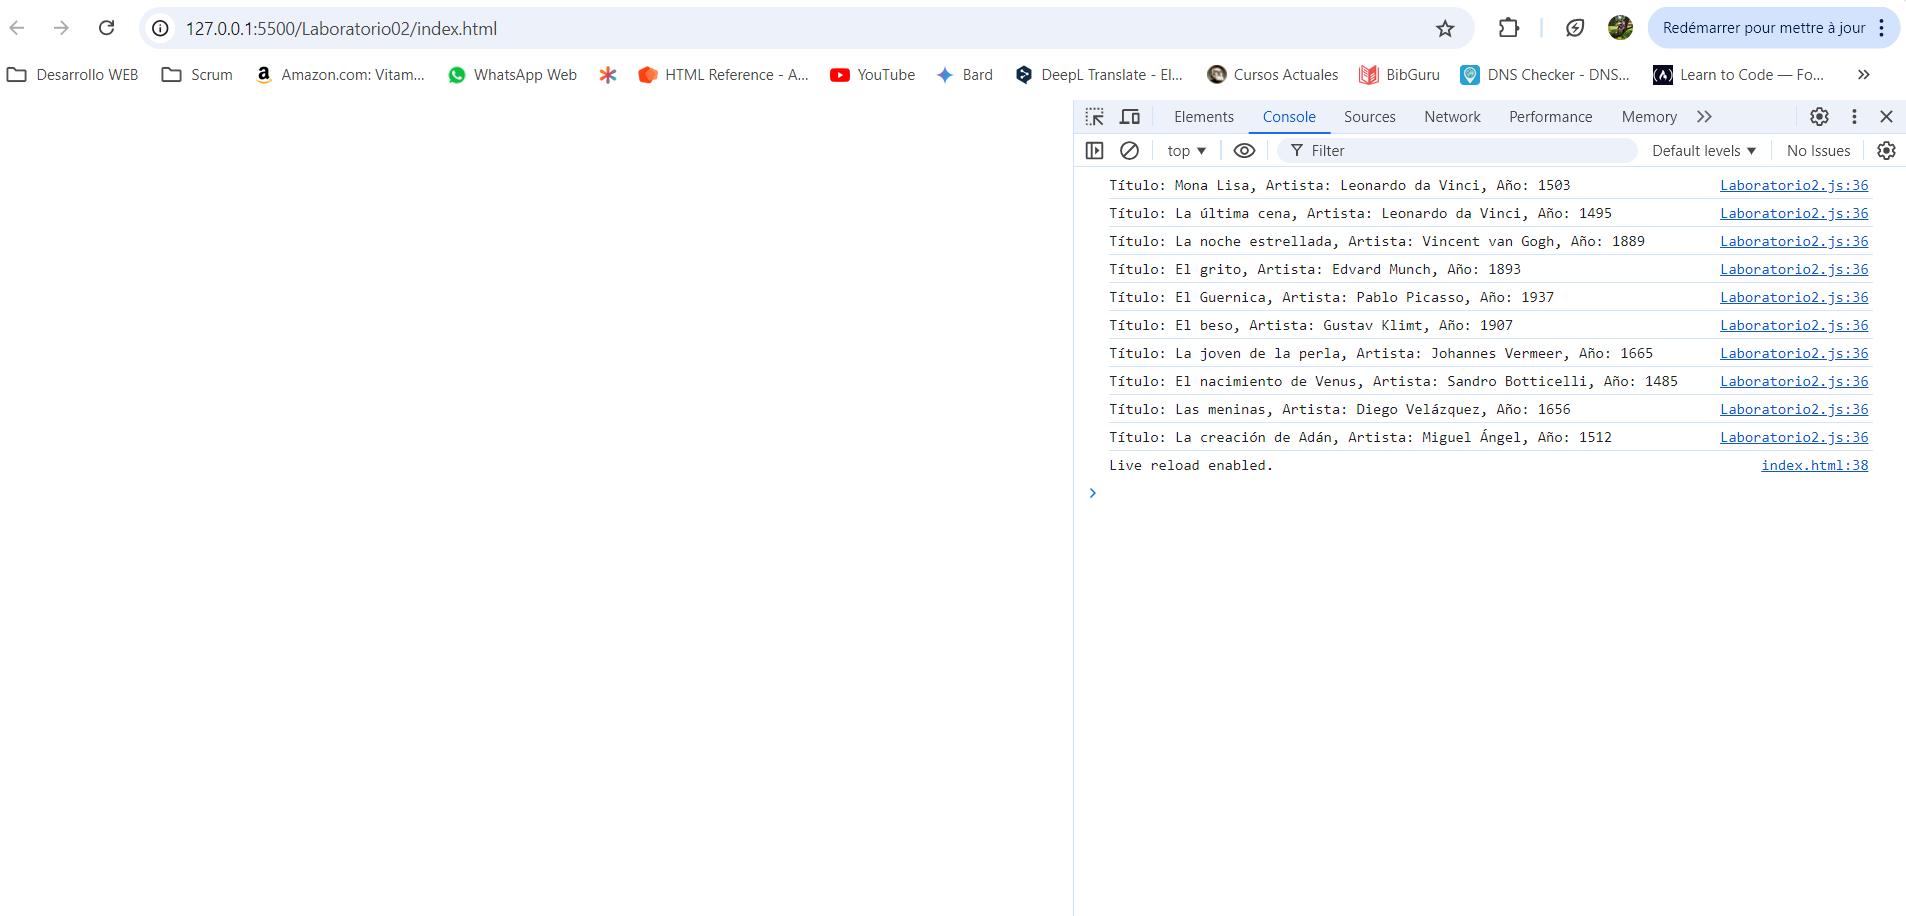 127.0.0.1:5500/Laboratorio02/index.html Redémarrer pour mettre à jour
Desarrollo WEB Scrum Amazon.com: Vitam... WhatsApp Web HTML Reference - A... YouTube Bard DeepL Translate - El... Cursos Actuales BibGuru DNS Checker - DNS... Learn to Code — Fo...
Elements Console Sources Network Performance Memory
top Filter Default levels No Issues
Título: Mona Lisa, Artista: Leonardo da Vinci, Año: 1503 Laboratorio2.js:36
Título: La última cena, Artista: Leonardo da Vinci, Año: 1495 Laboratorio2.js:36
Título: La noche estrellada, Artista: Vincent van Gogh, Año: 1889 Laboratorio2.js:36
Título: El grito, Artista: Edvard Munch, Año: 1893 Laboratorio2.js:36
Título: El Guernica, Artista: Pablo Picasso, Año: 1937 Laboratorio2.js:36
Título: El beso, Artista: Gustav Klimt, Año: 1907 Laboratorio2.js:36
Título: La joven de la perla, Artista: Johannes Vermeer, Año: 1665 Laboratorio2.js:36
Título: El nacimiento de Venus, Artista: Sandro Botticelli, Año: 1485 Laboratorio2.js:36
Título: Las meninas, Artista: Diego Velázquez, Año: 1656 Laboratorio2.js:36
Título: La creación de Adán, Artista: Miguel Ángel, Año: 1512 Laboratorio2.js:36
Live reload enabled. index.html:38